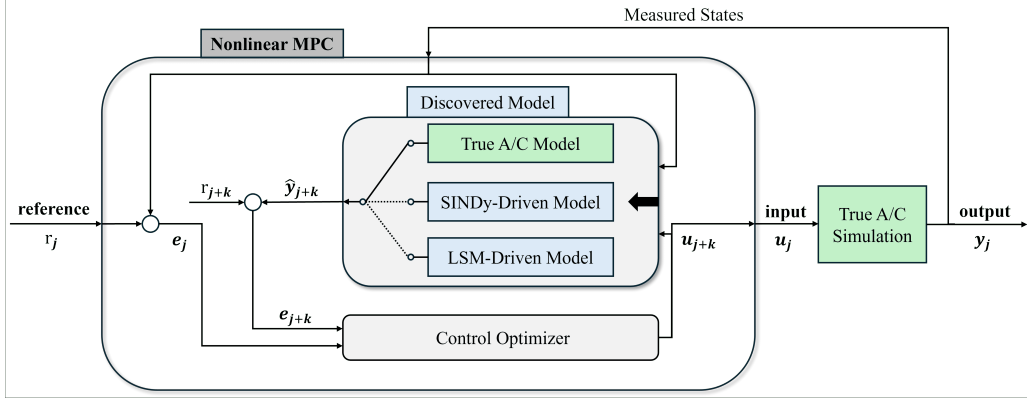 Measured States
Nonlinear MPC
Discovered Model
True A/C Model
r_{j+k}
ŷ_{j+k}
SINDy-Driven Model
reference
r_j
e_j
LSM-Driven Model
u_{j+k}
input
u_j
True A/C
Simulation
output
y_j
e_{j+k}
Control Optimizer